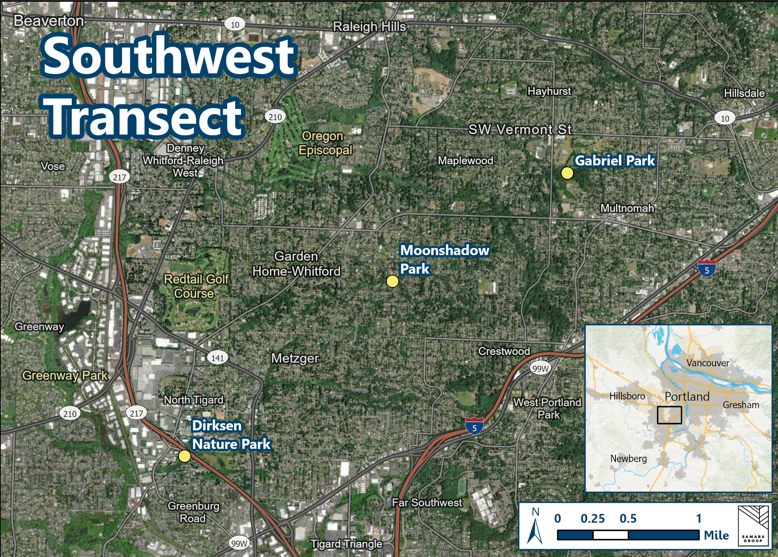 Beaverton
10
Raleigh Hills
Southwest
Transect
Hayhurst
Hillsdale
210
10
Oregon
Episcopal
SW Vermont St
Denney
Whitford-Raleigh
West
Maplewood
Gabriel Park
Vose
217
Multnomah
Moonshadow
Park
Garden
Home-Whitford
5
Redtail Golf
Course
Greenway
141
Metzger
Crestwood
99W
Vancouver
Greenway Park
Hillsboro
Portland
Gresham
North Tigard
West Portland
Park
210
217
Dirksen
Nature Park
5
Newberg
Greenburg
Road
Far Southwest
N
0 0.25 0.5 1
Mile
SAMARA
GROUP
99W
Tigard Triangle